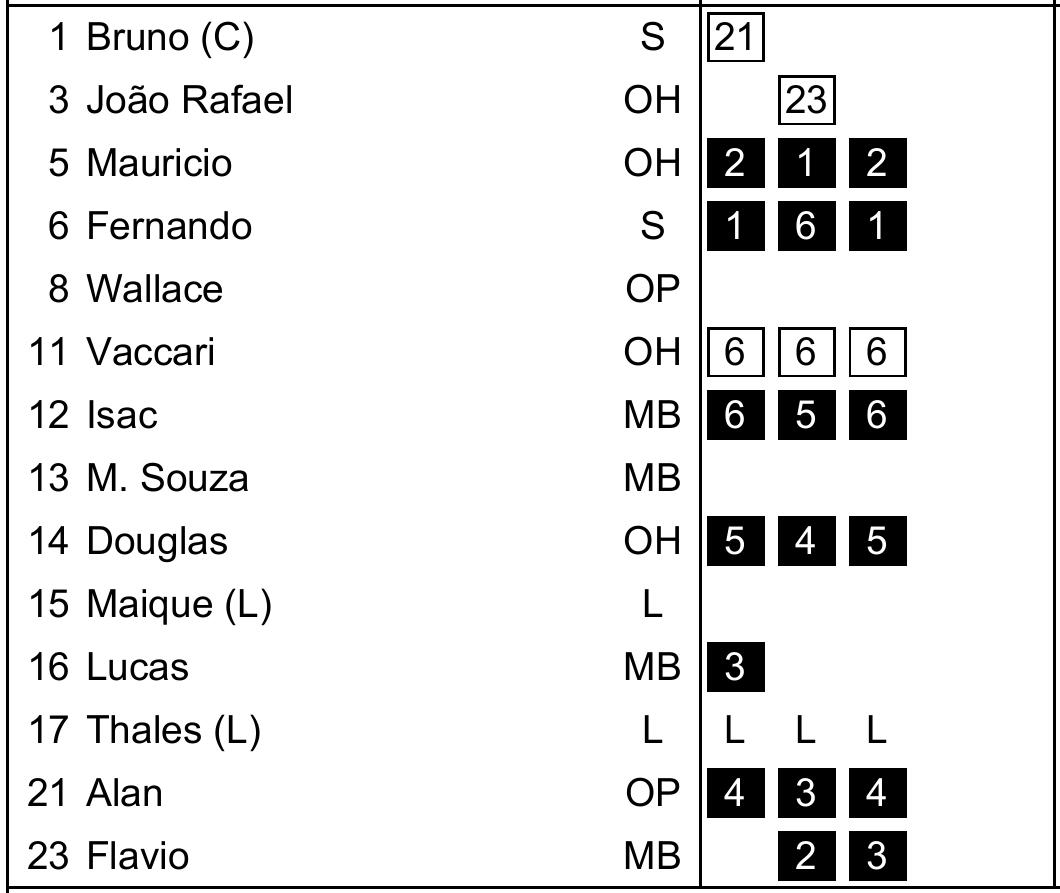 1 Bruno (C) S 21
3 João Rafael OH 23
5 Mauricio OH 2 1 2
6 Fernando S 1 6 1
8 Wallace OP
11 Vaccari OH 6 6 6
12 Isac MB 6 5 6
13 M. Souza MB
14 Douglas OH 5 4 5
15 Maique (L) L
16 Lucas MB 3
17 Thales (L) L L L L
21 Alan OP 4 3 4
23 Flavio MB 2 3